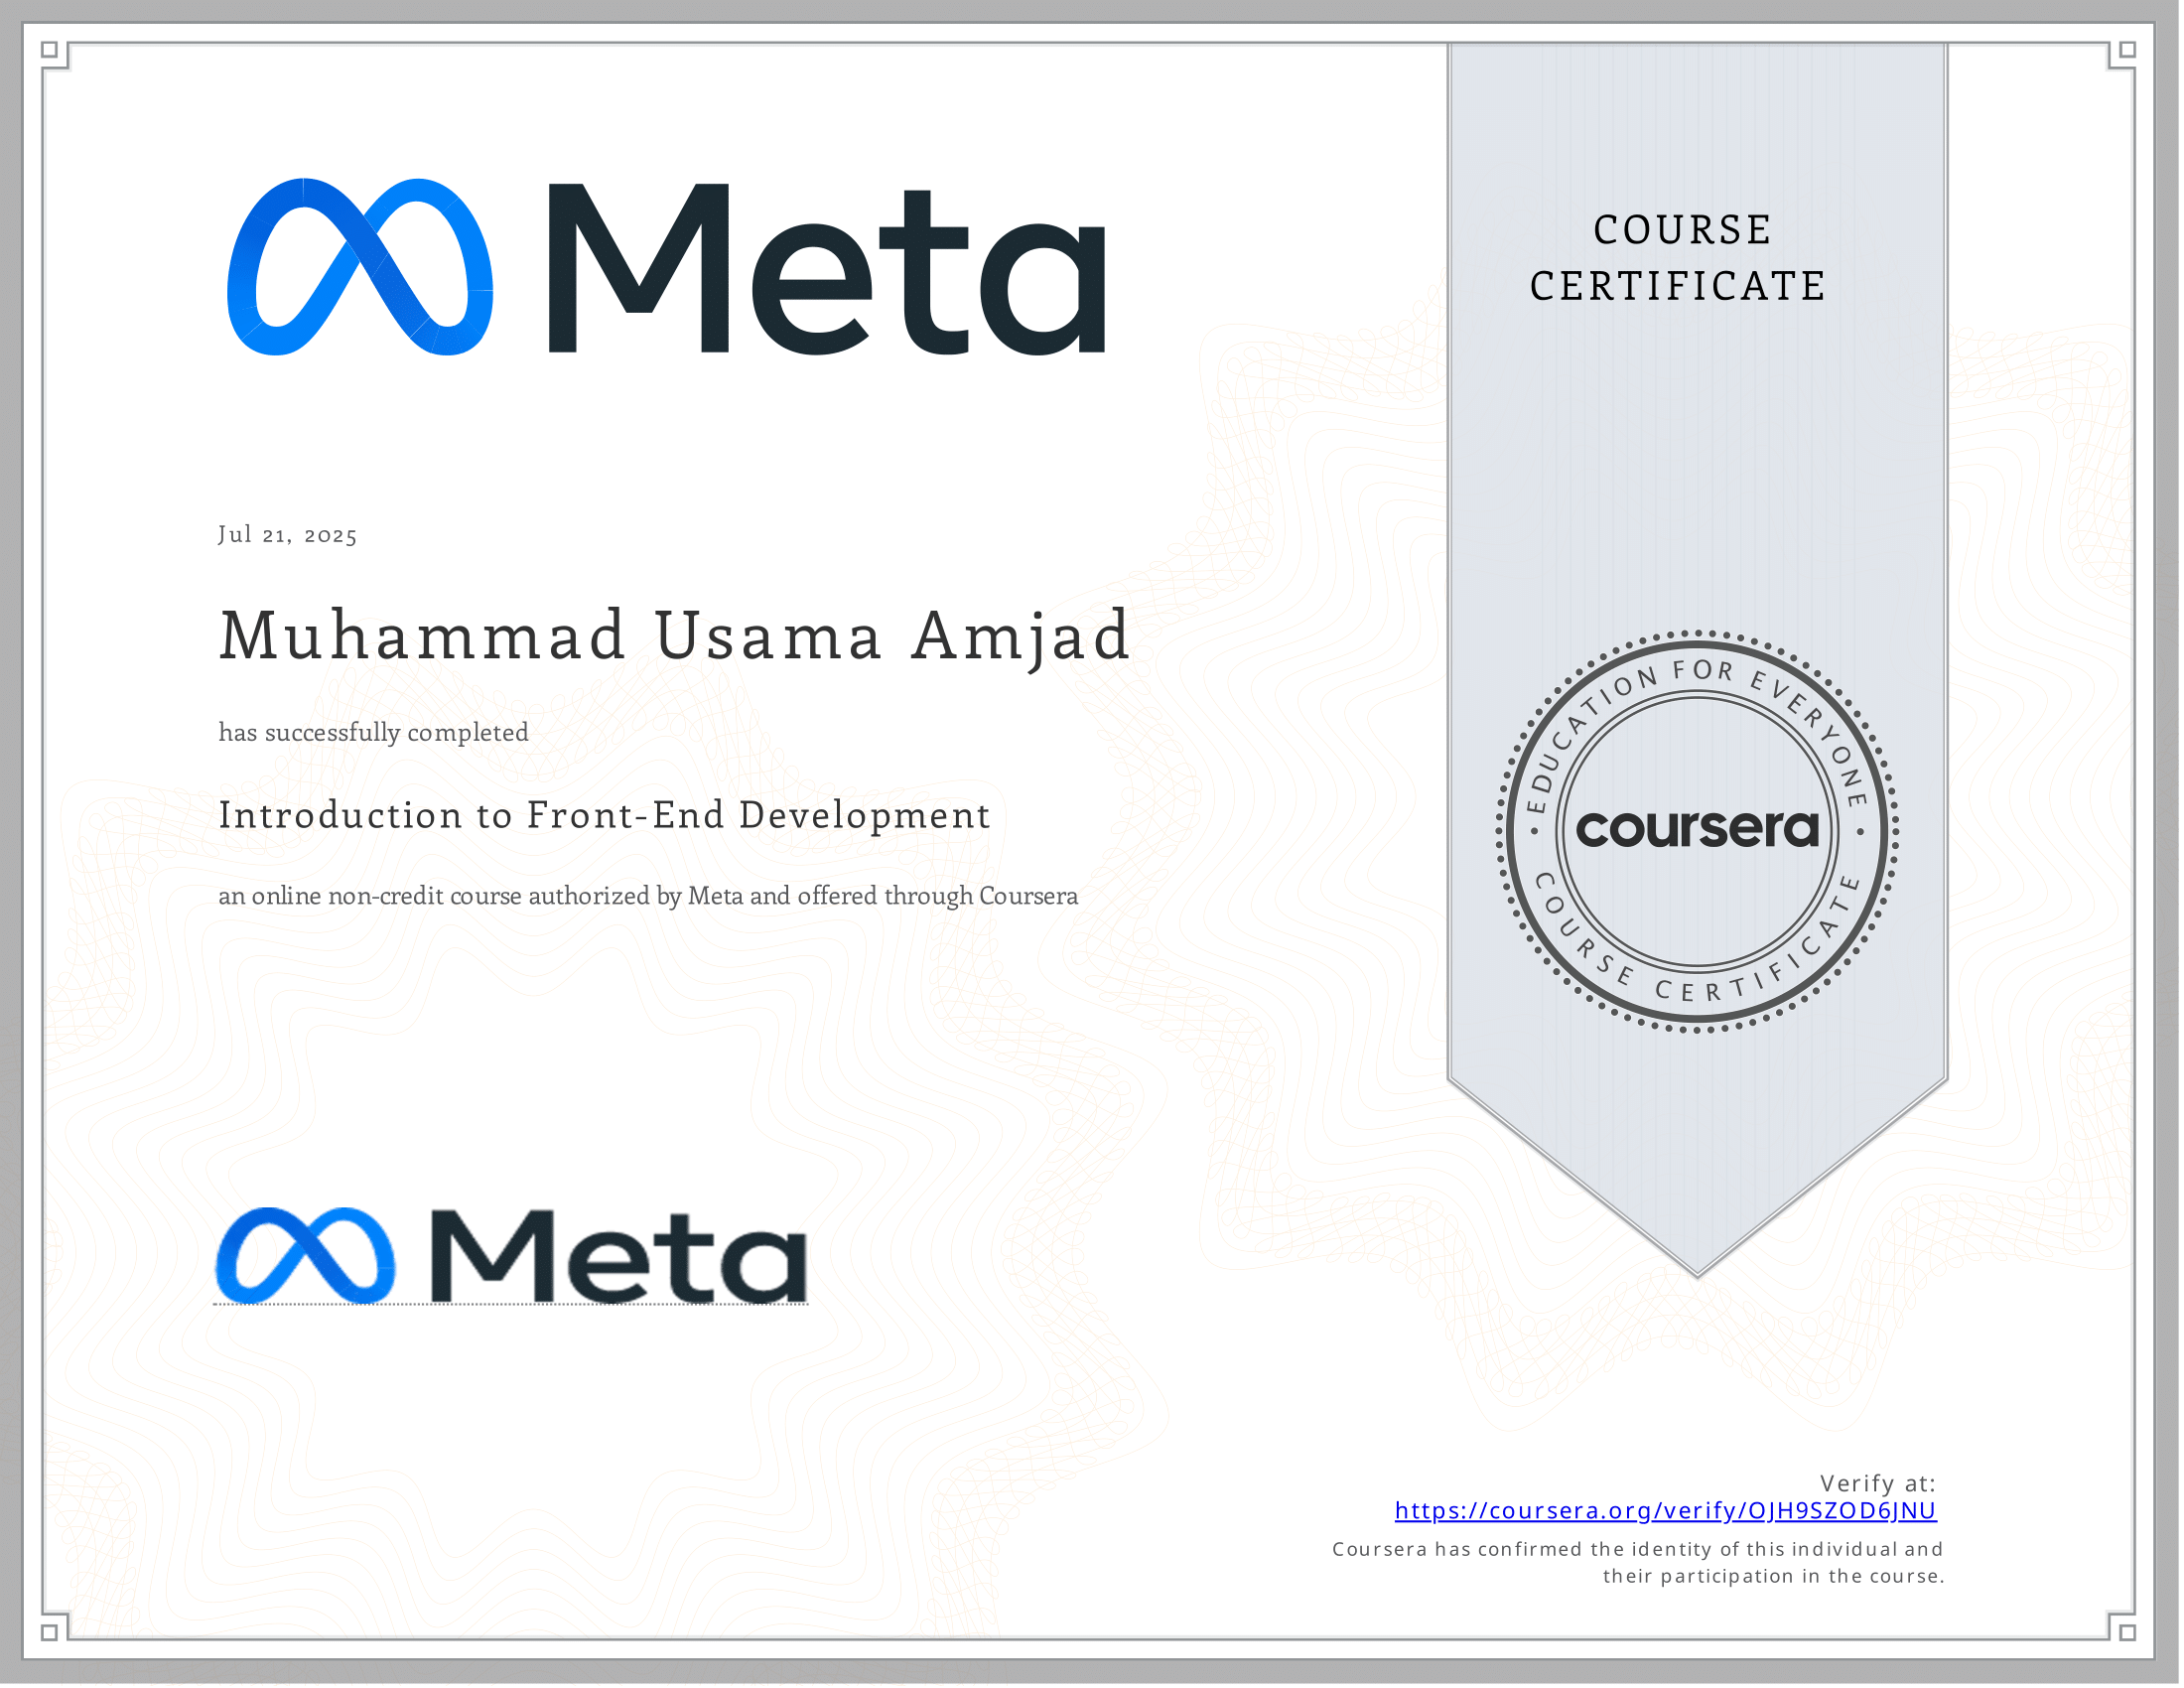 Meta
COURSE
CERTIFICATE
Jul 21, 2025
Muhammad Usama Amjad
has successfully completed
Introduction to Front-End Development
an online non-credit course authorized by Meta and offered through Coursera
EDUCATION FOR EVERYONE
coursera
COURSE CERTIFICATE
Meta
Verify at:
https://coursera.org/verify/OJH9SZOD6JNU
Coursera has confirmed the identity of this individual and
their participation in the course.